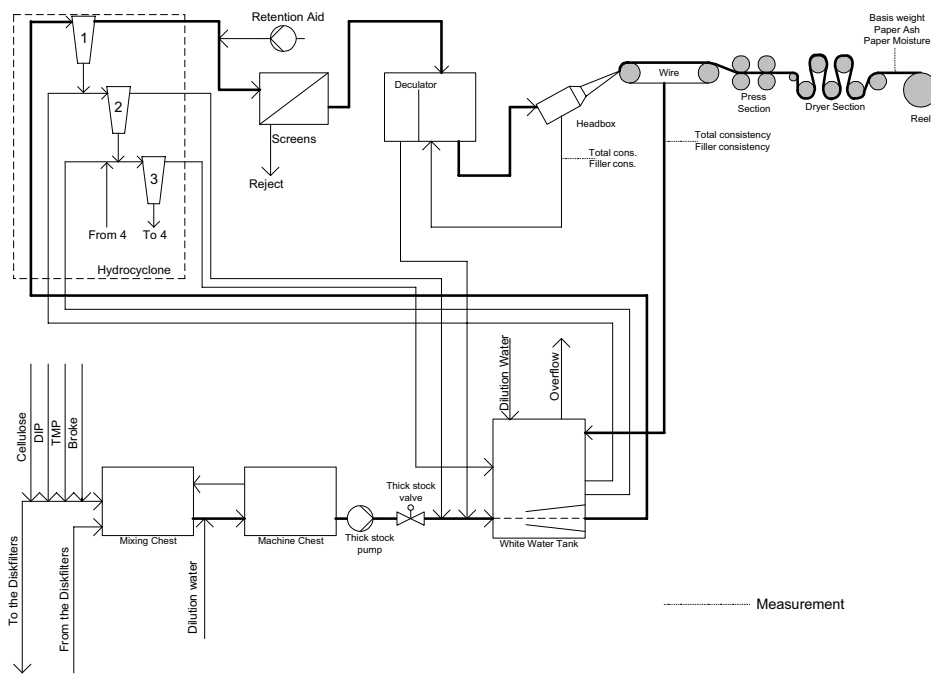 Retention Aid
Basis weight
Paper Ash
Paper Moisture
1
2
3
From 4
To 4
Hydrocyclone
Screens
Reject
Deculator
Headbox
Total cons.
Filler cons.
Wire
Total consistency
Filler consistency
Press
Section
Dryer Section
Reel
Cellulose
DIP
TMP
Broke
To the Diskfilters
From the Diskfilters
Mixing Chest
Dilution water
Machine Chest
Thick stock
pump
Thick stock
valve
Dilution Water
Overflow
White Water Tank
Measurement